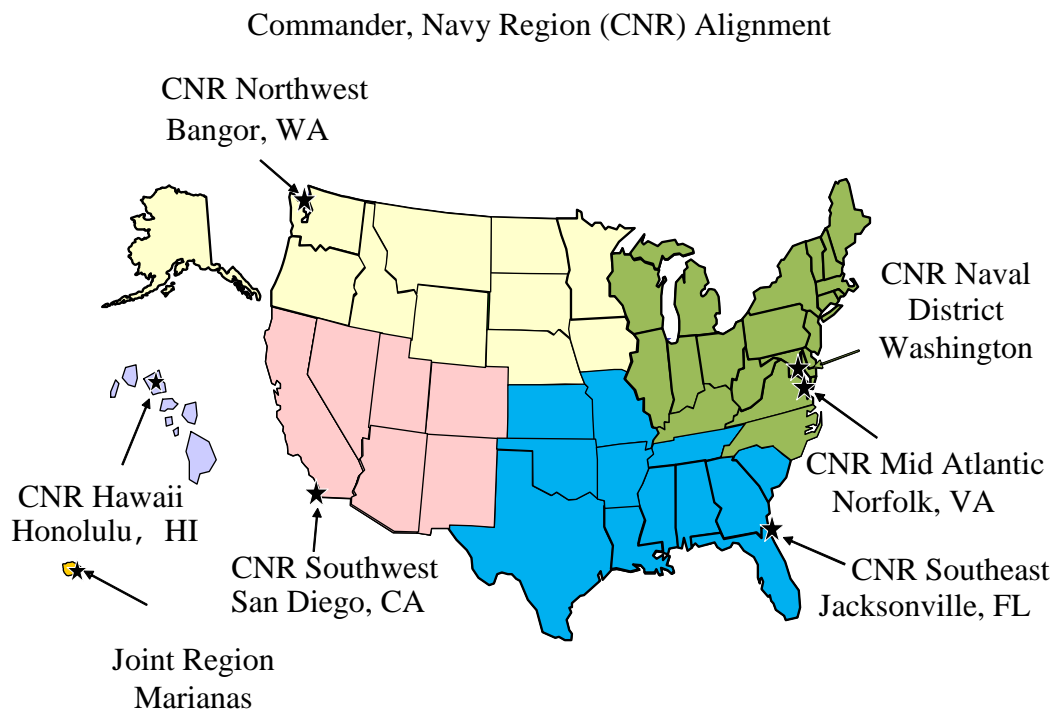 Commander, Navy Region (CNR) Alignment
CNR Northwest
Bangor, WA
CNR Naval
District
Washington
CNR Mid Atlantic
Norfolk, VA
CNR Hawaii
Honolulu, HI
CNR Southwest
San Diego, CA
CNR Southeast
Jacksonville, FL
Joint Region
Marianas